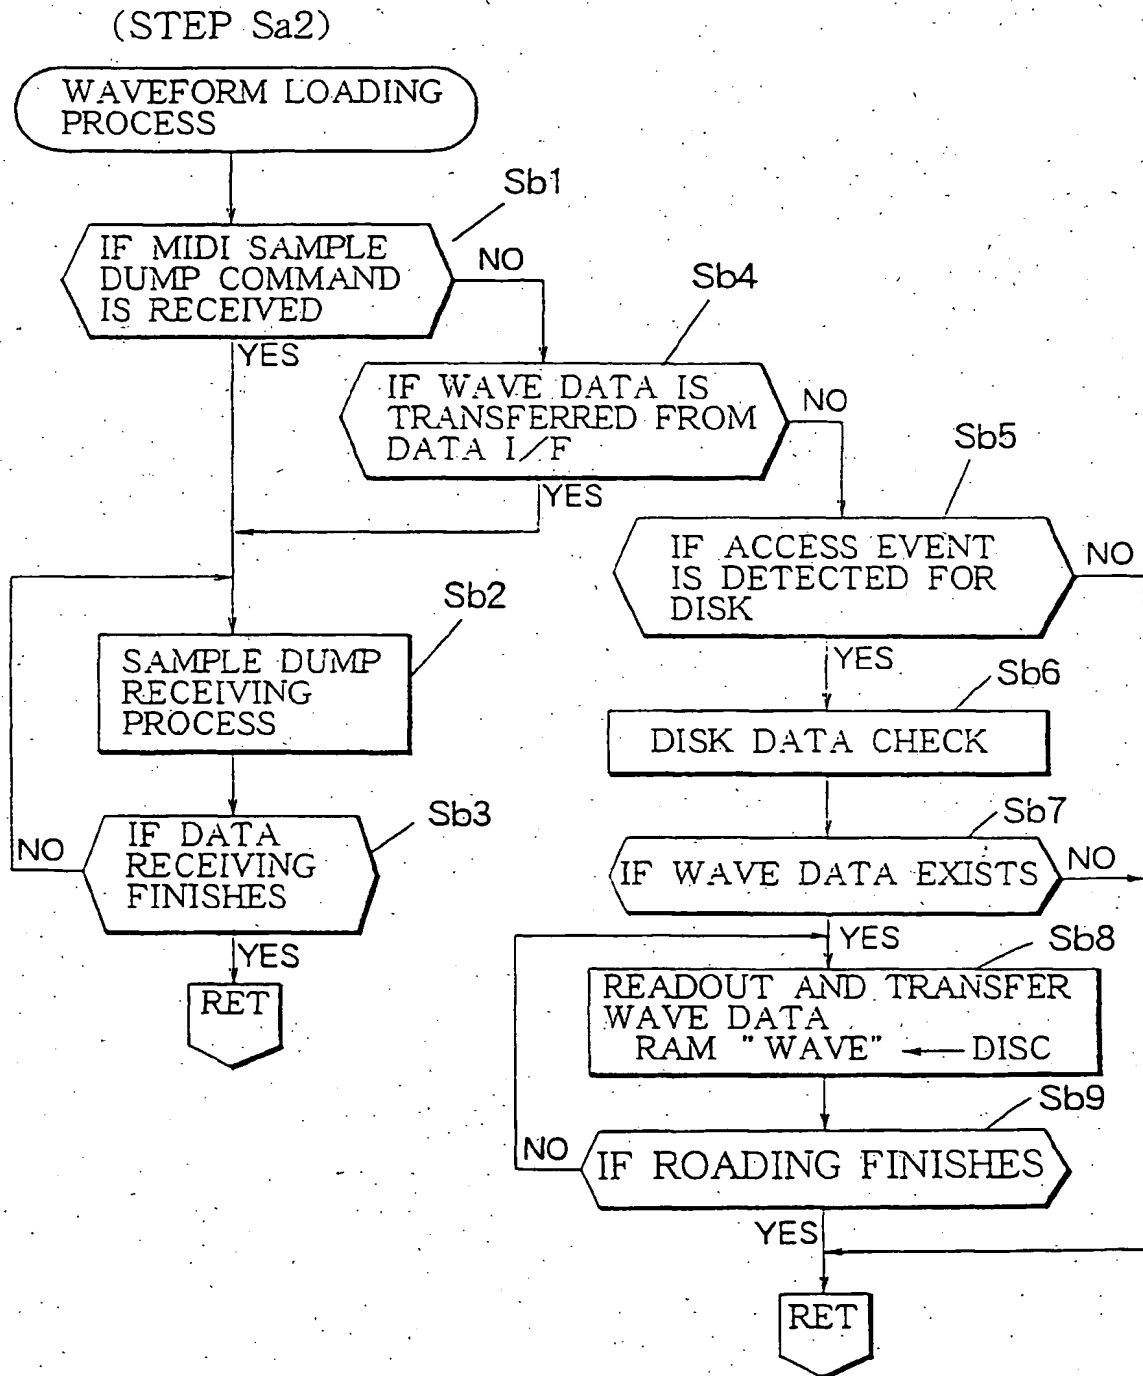 (STEP Sa2)
WAVEFORM LOADING
PROCESS
Sb1
IF MIDI SAMPLE
DUMP COMMAND
IS RECEIVED
NO
YES
Sb4
IF WAVE DATA IS
TRANSFERRED FROM
DATA I/F
NO
YES
Sb5
IF ACCESS EVENT
IS DETECTED FOR
DISK
NO
YES
Sb2
SAMPLE DUMP
RECEIVING
PROCESS
Sb6
DISK DATA CHECK
Sb3
IF DATA
RECEIVING
FINISHES
NO
YES
RET
Sb7
IF WAVE DATA EXISTS
NO
YES
Sb8
READOUT AND TRANSFER
WAVE DATA
RAM "WAVE" ← DISC
Sb9
IF ROADING FINISHES
NO
YES
RET